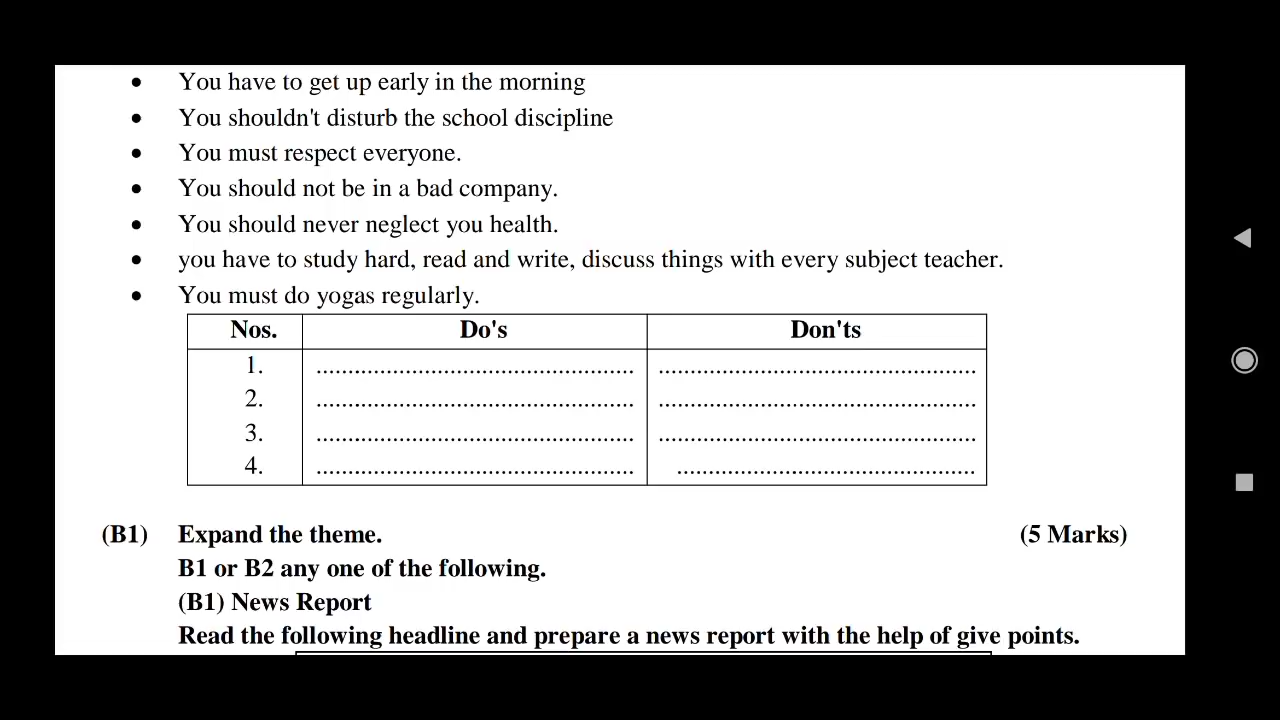 • You have to get up early in the morning
• You shouldn't disturb the school discipline
• You must respect everyone.
• You should not be in a bad company.
• You should never neglect you health.
• you have to study hard, read and write, discuss things with every subject teacher.
• You must do yogas regularly.
Nos. Do's Don'ts
1. .................................................. ..................................................
2. .................................................. ..................................................
3. .................................................. ..................................................
4. .................................................. ...............................................
(B1) Expand the theme. (5 Marks)
B1 or B2 any one of the following.
(B1) News Report
Read the following headline and prepare a news report with the help of give points.